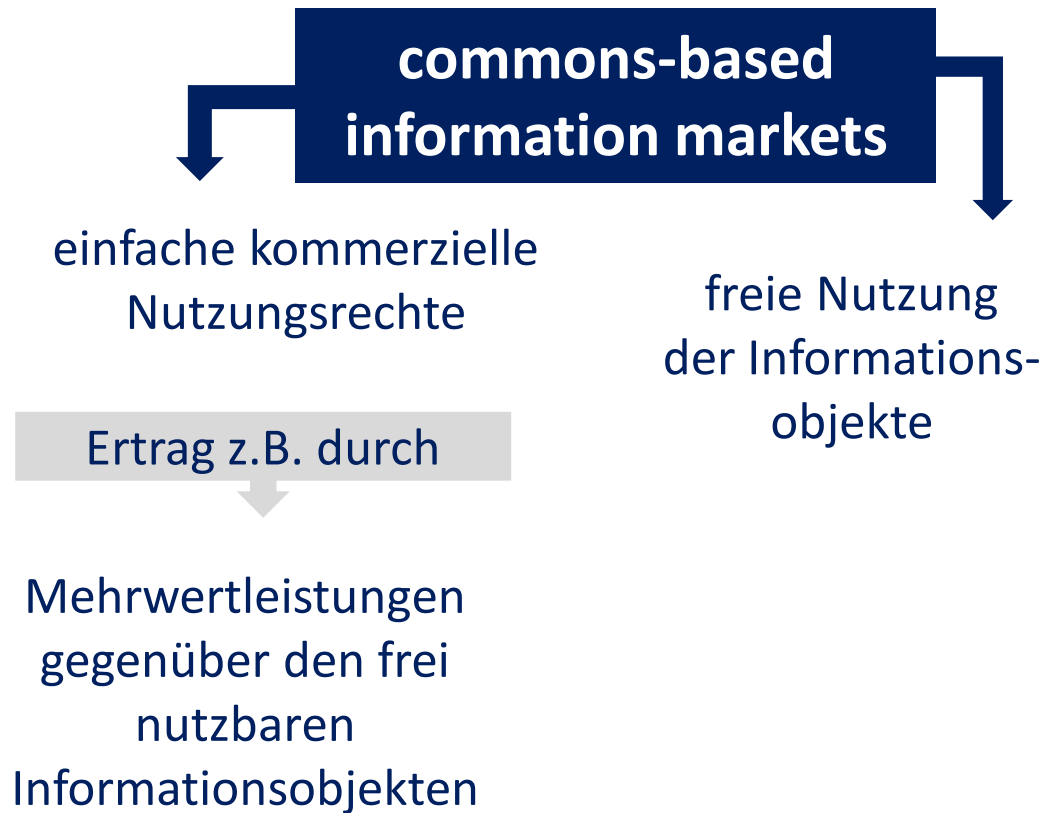 commons-based
information markets
einfache kommerzielle
Nutzungsrechte
freie Nutzung
der Informations-
objekte
Ertrag z.B. durch
Mehrwertleistungen
gegenüber den frei
nutzbaren
Informationsobjekten